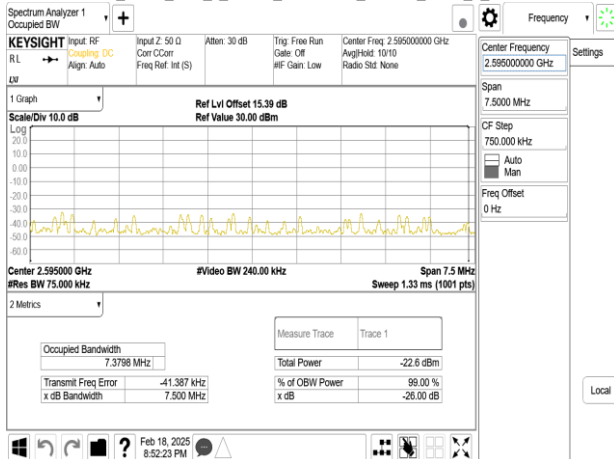 Spectrum Analyzer 1
Occupied BW
+
Frequency
KEYSIGHT
RL
LXI
Input: RF
Coupling: DC
Align: Auto
Input Z: 50 Ω
Corr CCorr
Freq Ref: Int (S)
Atten: 30 dB
Trig: Free Run
Gate: Off
#IF Gain: Low
Center Freq: 2.595000000 GHz
Avg|Hold: 10/10
Radio Std: None
Center Frequency
2.595000000 GHz
Settings
Span
7.5000 MHz
CF Step
750.000 kHz
Auto
Man
Freq Offset
0 Hz
1 Graph
Scale/Div 10.0 dB
Ref Lvl Offset 15.39 dB
Ref Value 30.00 dBm
Log
20.0
10.0
0.00
-10.0
-20.0
-30.0
-40.0
-50.0
-60.0
Center 2.595000 GHz
#Res BW 75.000 kHz
#Video BW 240.00 kHz
Span 7.5 MHz
Sweep 1.33 ms (1001 pts)
2 Metrics
Measure Trace Trace 1
Occupied Bandwidth
7.3798 MHz
Total Power -22.6 dBm
Transmit Freq Error -41.387 kHz
% of OBW Power 99.00 %
x dB Bandwidth 7.500 MHz
x dB -26.00 dB
Local
?
Feb 18, 2025
8:52:23 PM